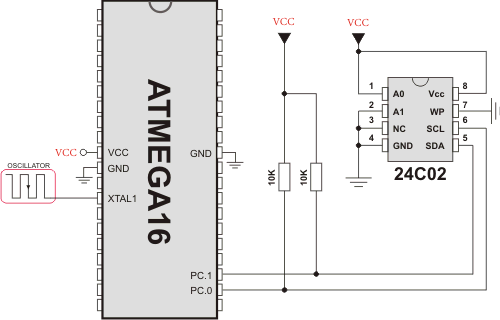 VCC
VCC
1
A0
Vcc
8
2
A1
WP
7
3
NC
SCL
6
4
GND
SDA
5
24C02
ATMEGA16
VCC
VCC
GND
GND
OSCILLATOR
XTAL1
10K
10K
PC.1
PC.0